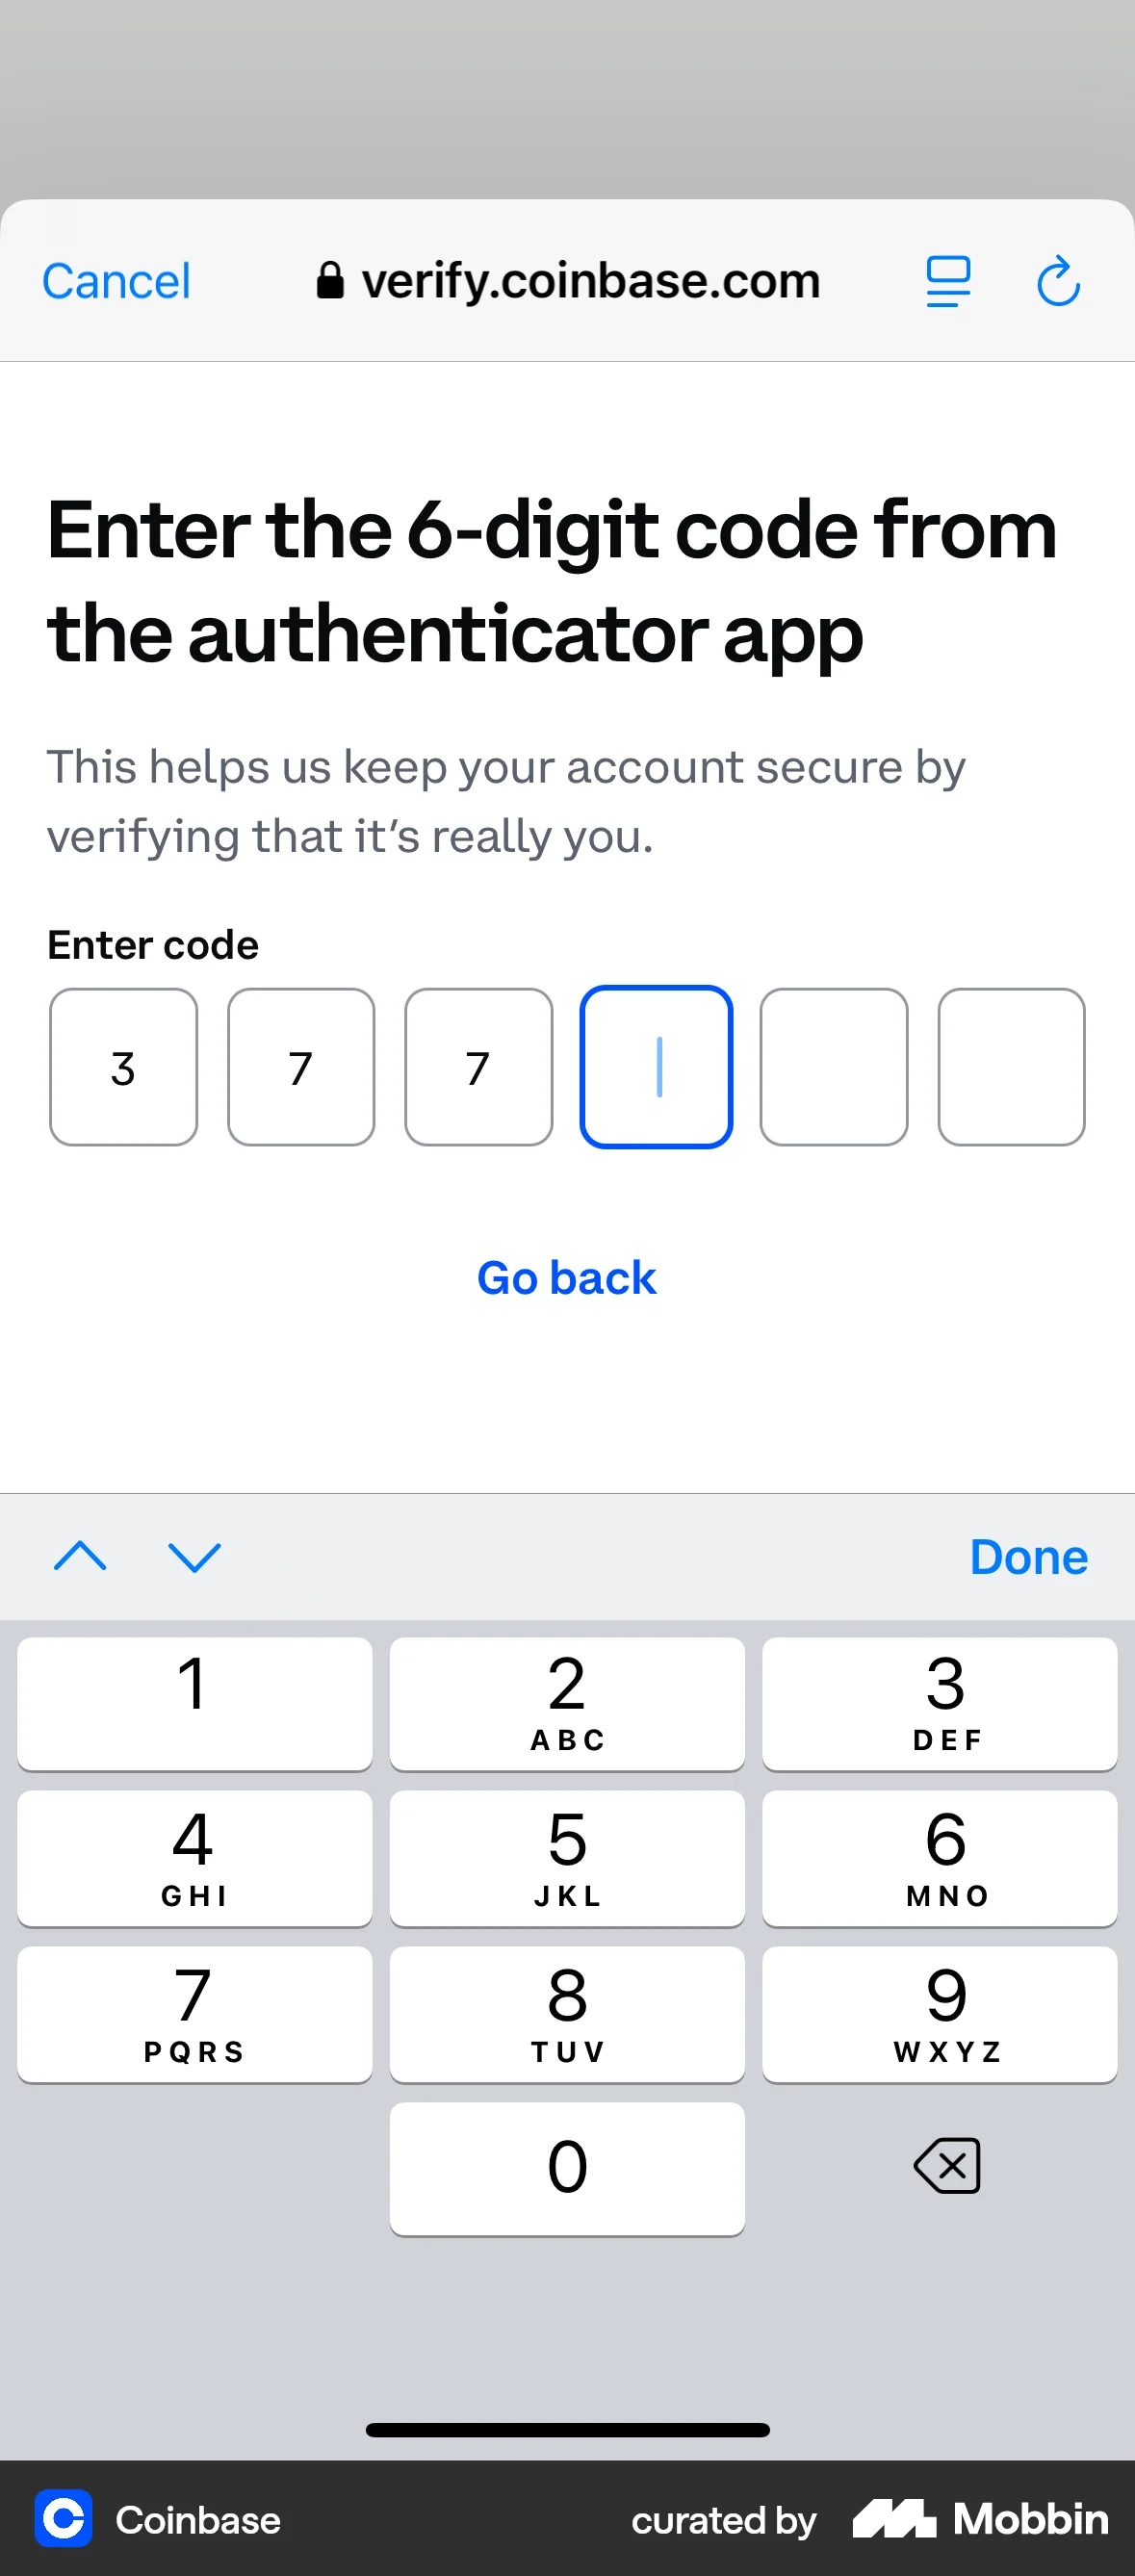 Cancel verify.coinbase.com
Enter the 6-digit code from
the authenticator app
This helps us keep your account secure by
verifying that it’s really you.
Enter code
3 7 7
Go back
Done
1 2 3
ABC DEF
4 5 6
GHI JKL MNO
7 8 9
PQRS TUV WXYZ
0
Coinbase curated by Mobbin